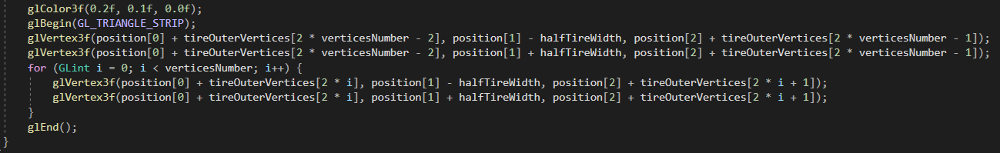 glColor3f(0.2f, 0.1f, 0.0f);
glBegin(GL_TRIANGLE_STRIP);
glVertex3f(position[0] + tireOuterVertices[2 * verticesNumber - 2], position[1] - halfTireWidth, position[2] + tireOuterVertices[2 * verticesNumber - 1]);
glVertex3f(position[0] + tireOuterVertices[2 * verticesNumber - 2], position[1] + halfTireWidth, position[2] + tireOuterVertices[2 * verticesNumber - 1]);
for (GLint i = 0; i < verticesNumber; i++) {
glVertex3f(position[0] + tireOuterVertices[2 * i], position[1] - halfTireWidth, position[2] + tireOuterVertices[2 * i + 1]);
glVertex3f(position[0] + tireOuterVertices[2 * i], position[1] + halfTireWidth, position[2] + tireOuterVertices[2 * i + 1]);
}
glEnd();
}